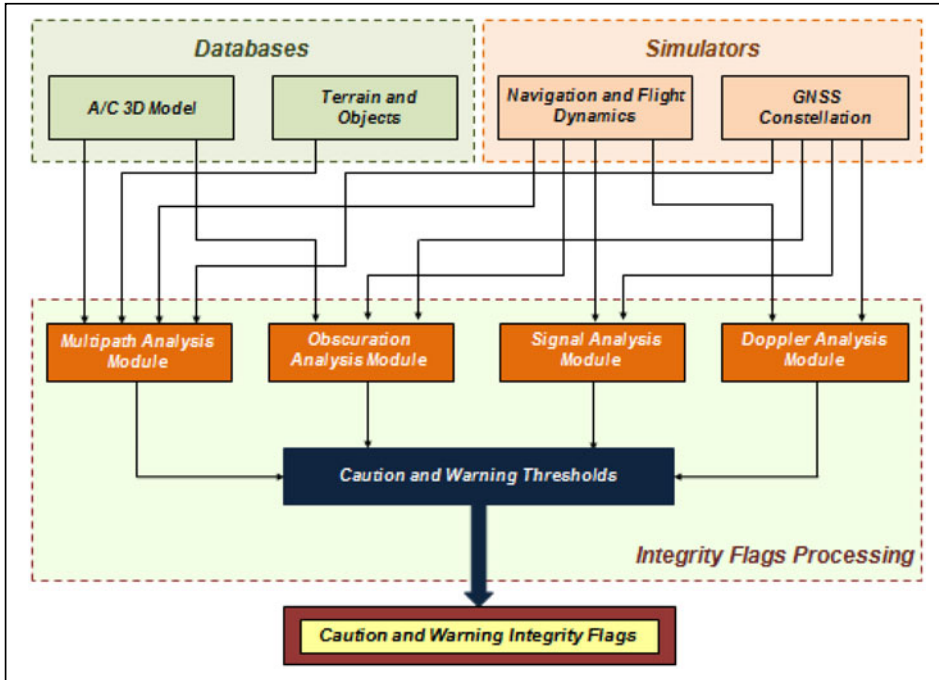 Databases
Simulators
A/C 3D Model
Terrain and
Objects
Navigation and Flight
Dynamics
GNSS
Constellation
Multipath Analysis
Module
Obscuration
Analysis Module
Signal Analysis
Module
Doppler Analysis
Module
Caution and Warning Thresholds
Integrity Flags Processing
Caution and Warning Integrity Flags